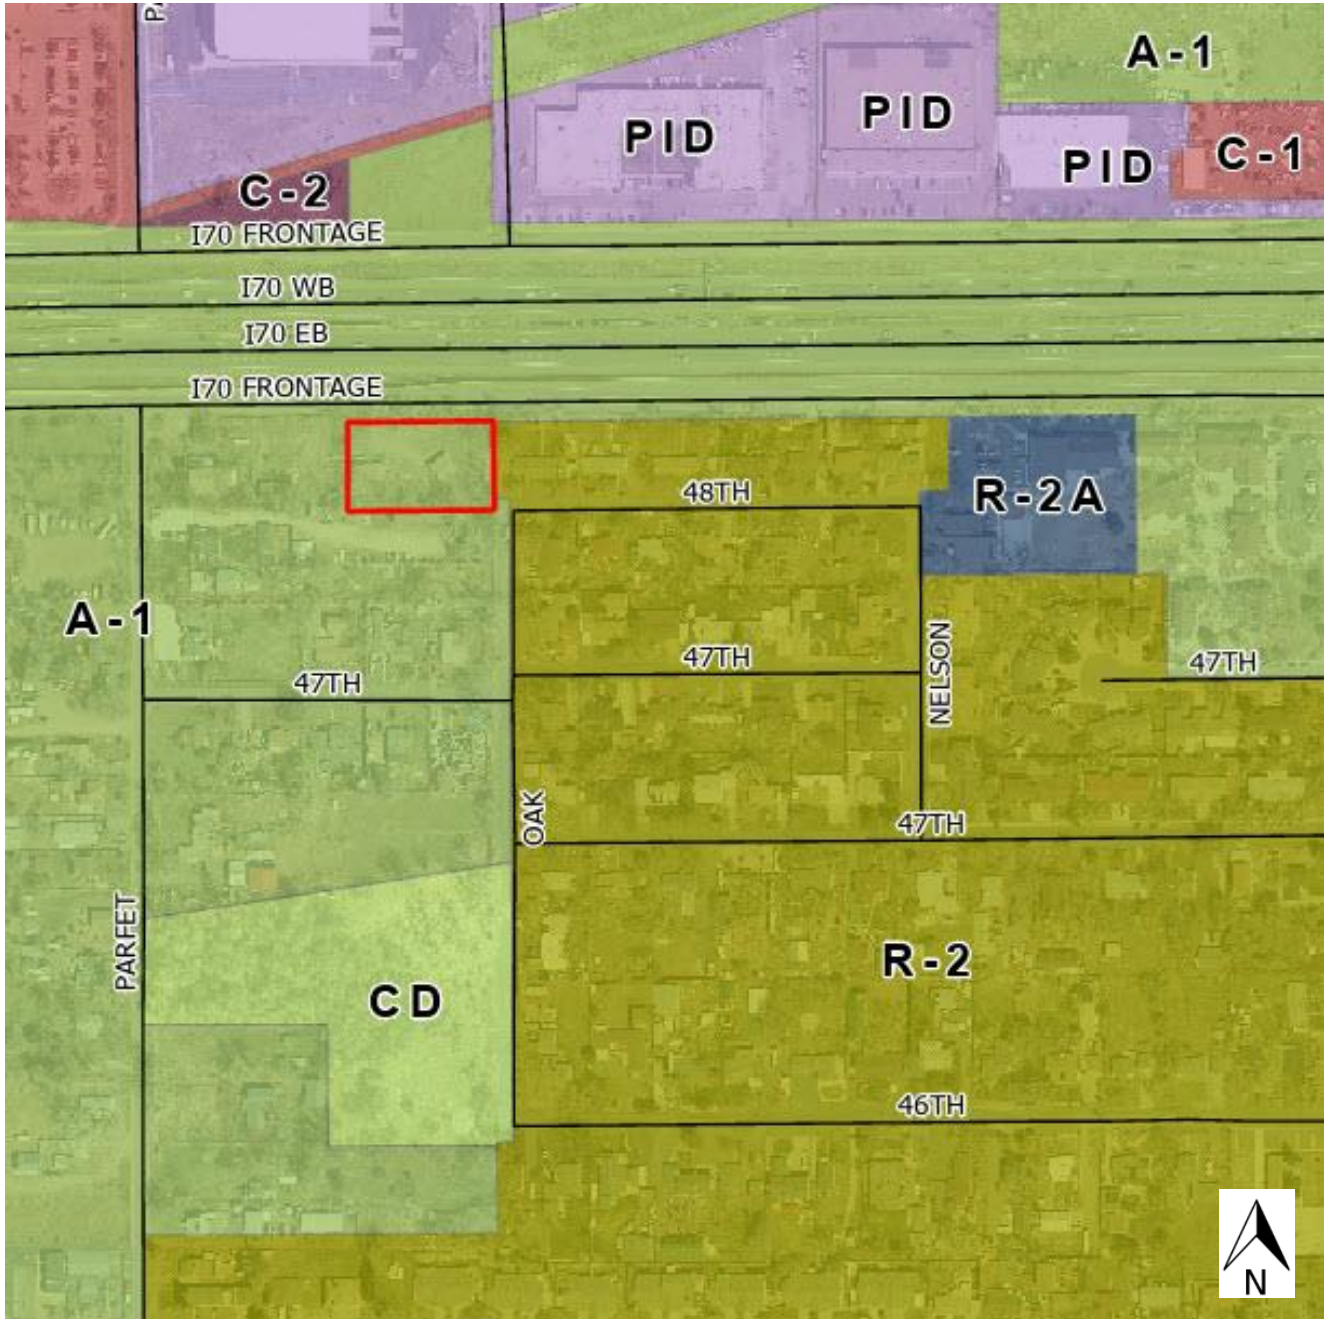 A-1
PID
PID
PID
C-1
C-2
I70 FRONTAGE
I70 WB
I70 EB
I70 FRONTAGE
48TH
R-2A
A-1
47TH
47TH
47TH
NELSON
OAK
47TH
PARFET
R-2
CD
46TH
N